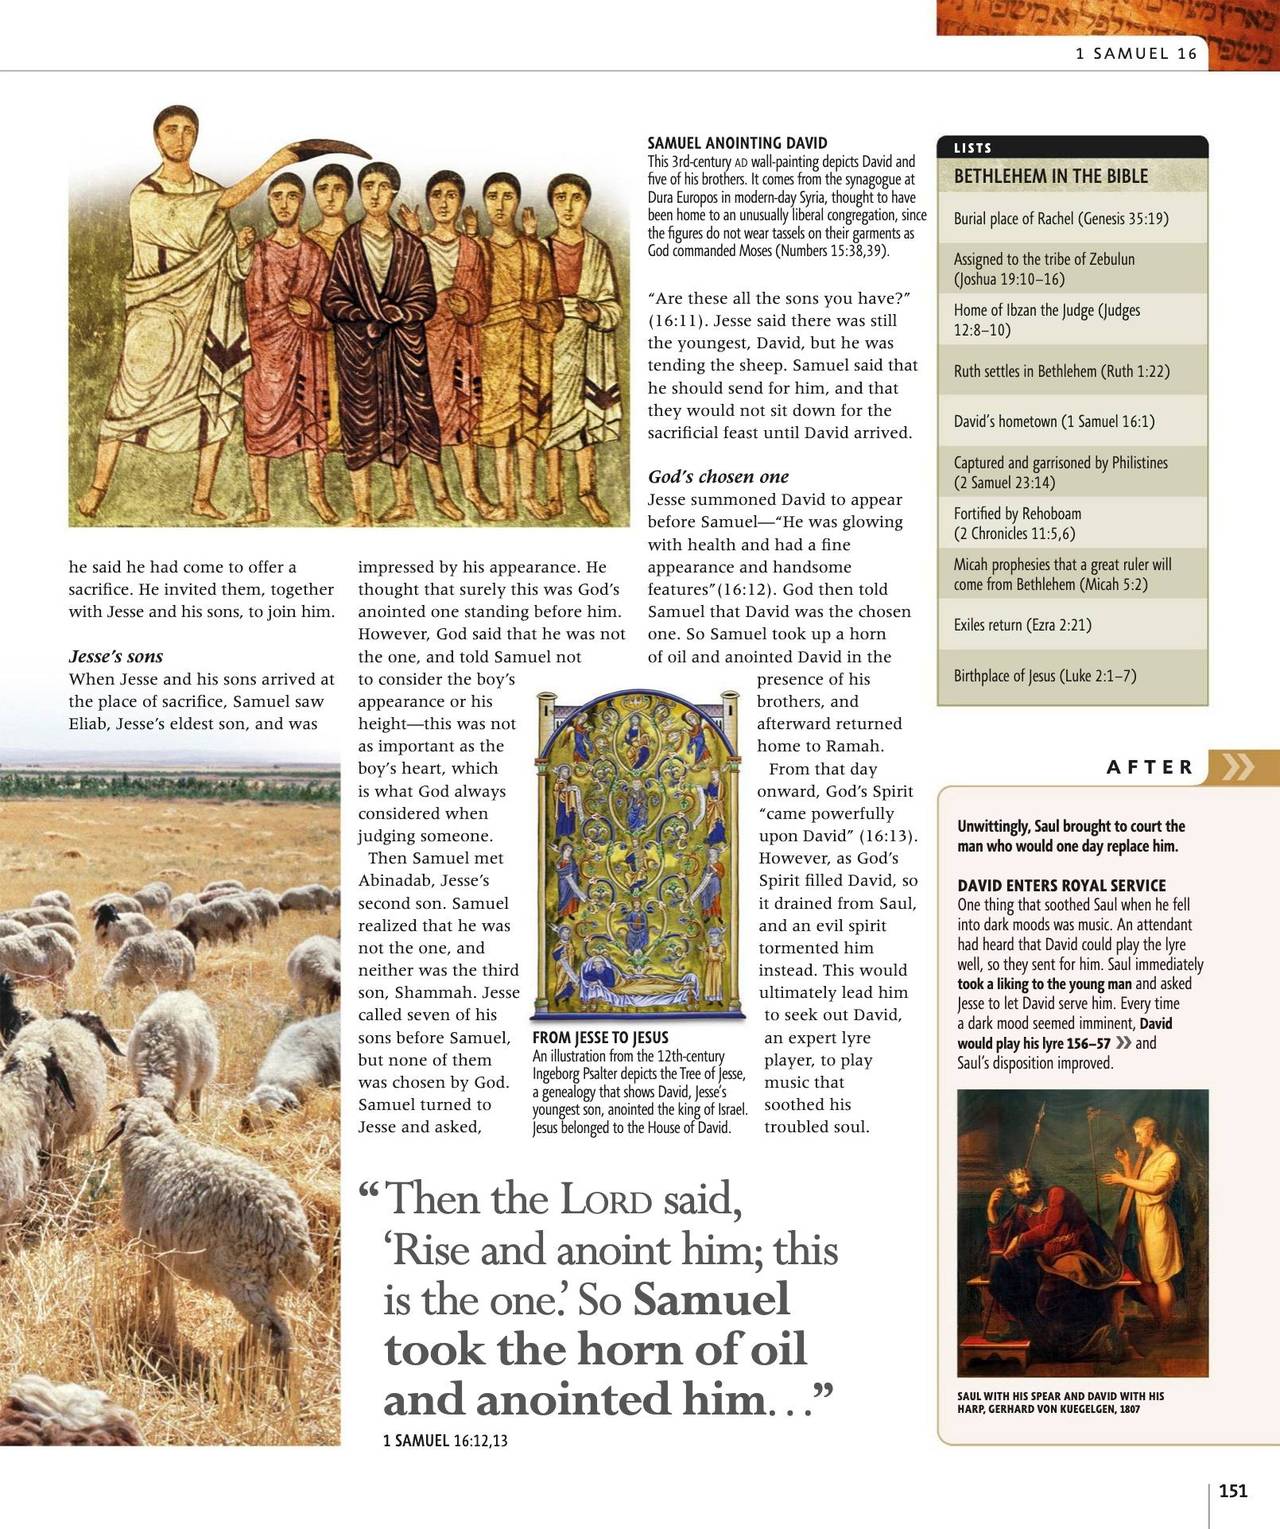 1 SAMUEL 16
SAMUEL ANOINTING DAVID
This 3rd-century AD wall-painting depicts David and
five of his brothers. It comes from the synagogue at
Dura Europos in modern-day Syria, thought to have
been home to an unusually liberal congregation, since
the figures do not wear tassels on their garments as
God commanded Moses (Numbers 15:38,39).
he said he had come to offer a
sacrifice. He invited them, together
with Jesse and his sons, to join him.
Jesse's sons
When Jesse and his sons arrived at
the place of sacrifice, Samuel saw
Eliab, Jesse's eldest son, and was
impressed by his appearance. He
thought that surely this was God's
anointed one standing before him.
However, God said that he was not
the one, and told Samuel not
to consider the boy's
appearance or his
height—this was not
as important as the
boy's heart, which
is what God always
considered when
judging someone.
Then Samuel met
Abinadab, Jesse's
second son. Samuel
realized that he was
not the one, and
neither was the third
son, Shammah. Jesse
called seven of his
sons before Samuel,
but none of them
was chosen by God.
Samuel turned to
Jesse and asked,
"Are these all the sons you have?"
(16:11). Jesse said there was still
the youngest, David, but he was
tending the sheep. Samuel said that
he should send for him, and that
they would not sit down for the
sacrificial feast until David arrived.
God's chosen one
Jesse summoned David to appear
before Samuel—"He was glowing
with health and had a fine
appearance and handsome
features"(16:12). God then told
Samuel that David was the chosen
one. So Samuel took up a horn
of oil and anointed David in the
presence of his
brothers, and
afterward returned
home to Ramah.
From that day
onward, God's Spirit
"came powerfully
upon David" (16:13).
However, as God's
Spirit filled David, so
it drained from Saul,
and an evil spirit
tormented him
instead. This would
ultimately lead him
to seek out David,
an expert lyre
player, to play
music that
soothed his
troubled soul.
FROM JESSE TO JESUS
An illustration from the 12th-century
Ingeborg Psalter depicts the Tree of Jesse,
a genealogy that shows David, Jesse's
youngest son, anointed the king of Israel.
Jesus belonged to the House of David.
"Then the LORD said,
'Rise and anoint him; this
is the one.' So Samuel
took the horn of oil
and anointed him. . ."
1 SAMUEL 16:12,13
LISTS
BETHLEHEM IN THE BIBLE
Burial place of Rachel (Genesis 35:19)
Assigned to the tribe of Zebulun
(Joshua 19:10–16)
Home of Ibzan the Judge (Judges
12:8–10)
Ruth settles in Bethlehem (Ruth 1:22)
David's hometown (1 Samuel 16:1)
Captured and garrisoned by Philistines
(2 Samuel 23:14)
Fortified by Rehoboam
(2 Chronicles 11:5,6)
Micah prophesies that a great ruler will
come from Bethlehem (Micah 5:2)
Exiles return (Ezra 2:21)
Birthplace of Jesus (Luke 2:1–7)
AFTER »
Unwittingly, Saul brought to court the
man who would one day replace him.
DAVID ENTERS ROYAL SERVICE
One thing that soothed Saul when he fell
into dark moods was music. An attendant
had heard that David could play the lyre
well, so they sent for him. Saul immediately
took a liking to the young man and asked
Jesse to let David serve him. Every time
a dark mood seemed imminent, David
would play his lyre 156–57 » and
Saul's disposition improved.
SAUL WITH HIS SPEAR AND DAVID WITH HIS
HARP, GERHARD VON KUEGELGEN, 1807
151